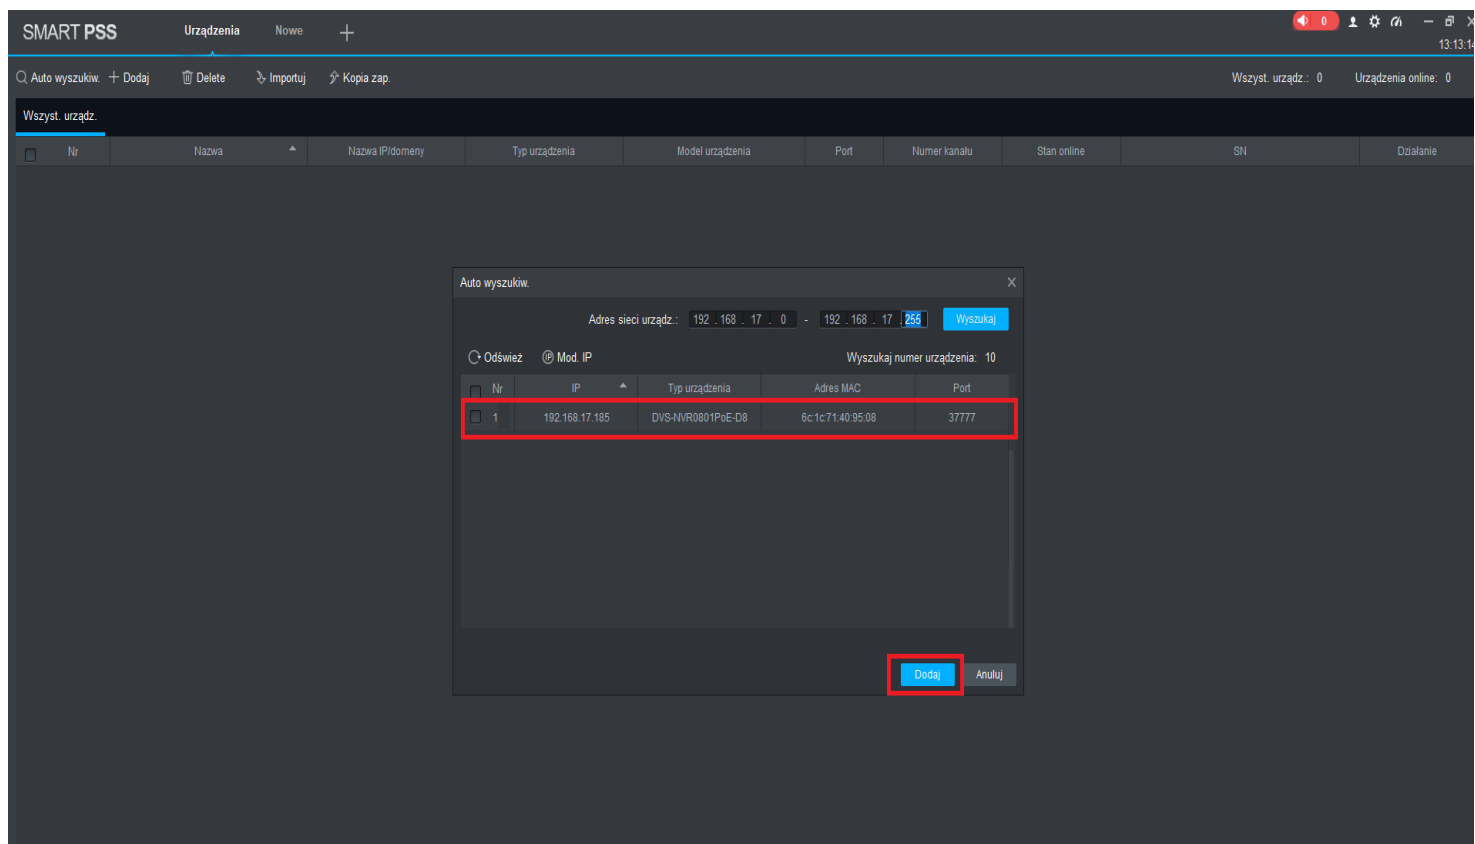 SMART PSS Urządzenia Nowe 0
13:13:14
Auto wyszukiw. Dodaj Delete Importuj Kopia zap. Wszyst. urządz.: 0 Urządzenia online: 0
Wszyst. urządz.
Nr Nazwa Nazwa IP/domeny Typ urządzenia Model urządzenia Port Numer kanału Stan online SN Działanie
Auto wyszukiw.
Adres sieci urządz.: 192 . 168 . 17 . 0 - 192 . 168 . 17 . 255 Wyszukaj
Odśwież Mod. IP Wyszukaj numer urządzenia: 10
Nr IP Typ urządzenia Adres MAC Port
1 192.168.17.185 DVS-NVR0801PoE-D8 6c:1c:71:40:95:08 37777
Dodaj Anuluj